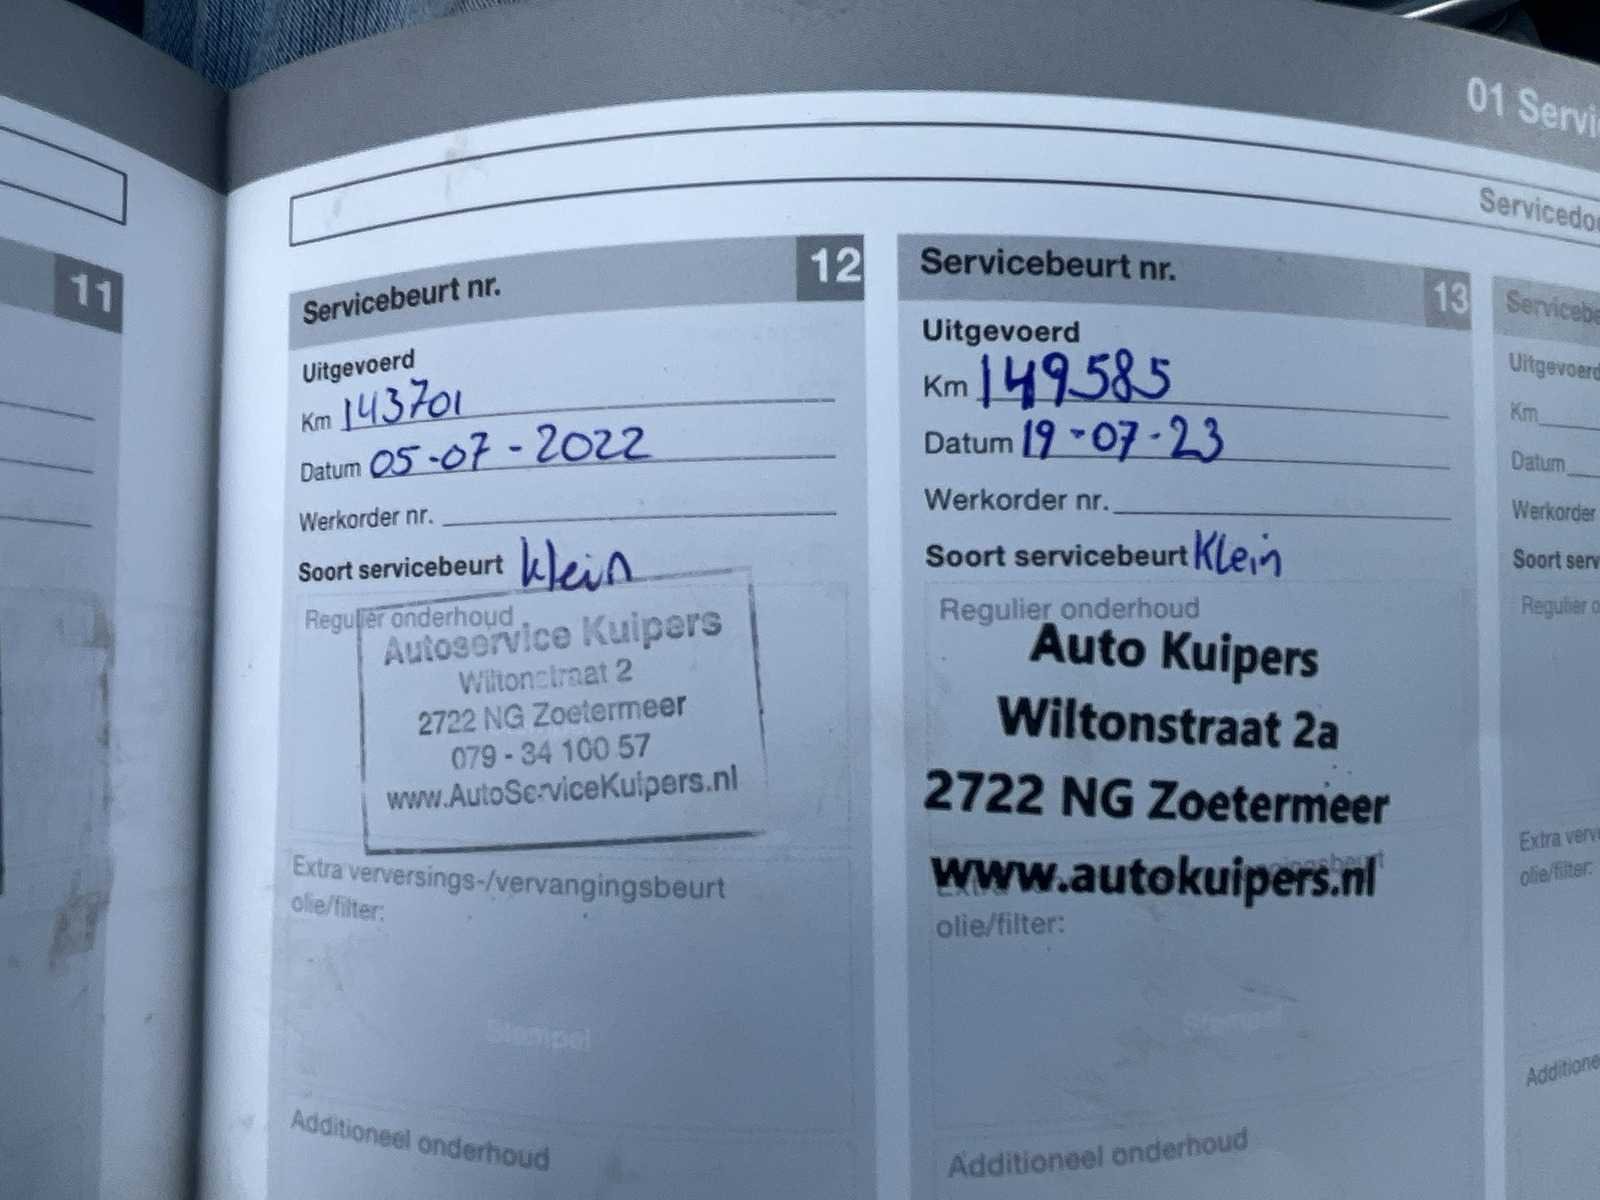 01 Servi
Servicedo
11
Servicebeurt nr. 12
Uitgevoerd
Km 143701
Datum 05-07-2022
Werkorder nr.
Soort servicebeurt klein
Regulier onderhoud
Autoservice Kuipers
Wiltonstraat 2
2722 NG Zoetermeer
079 - 34 100 57
www.AutoServiceKuipers.nl
Extra verversings-/vervangingsbeurt
olie/filter:
Stempel
Additioneel onderhoud
Servicebeurt nr. 13
Uitgevoerd
Km 149585
Datum 19-07-23
Werkorder nr.
Soort servicebeurt Klein
Regulier onderhoud
Auto Kuipers
Wiltonstraat 2a
2722 NG Zoetermeer
www.autokuipers.nl
olie/filter:
Stempel
Additioneel onderhoud
Servicebe
Uitgevoerd
Km
Datum
Werkorder
Soort serv
Regulier o
Extra verv
olie/filter:
Additione